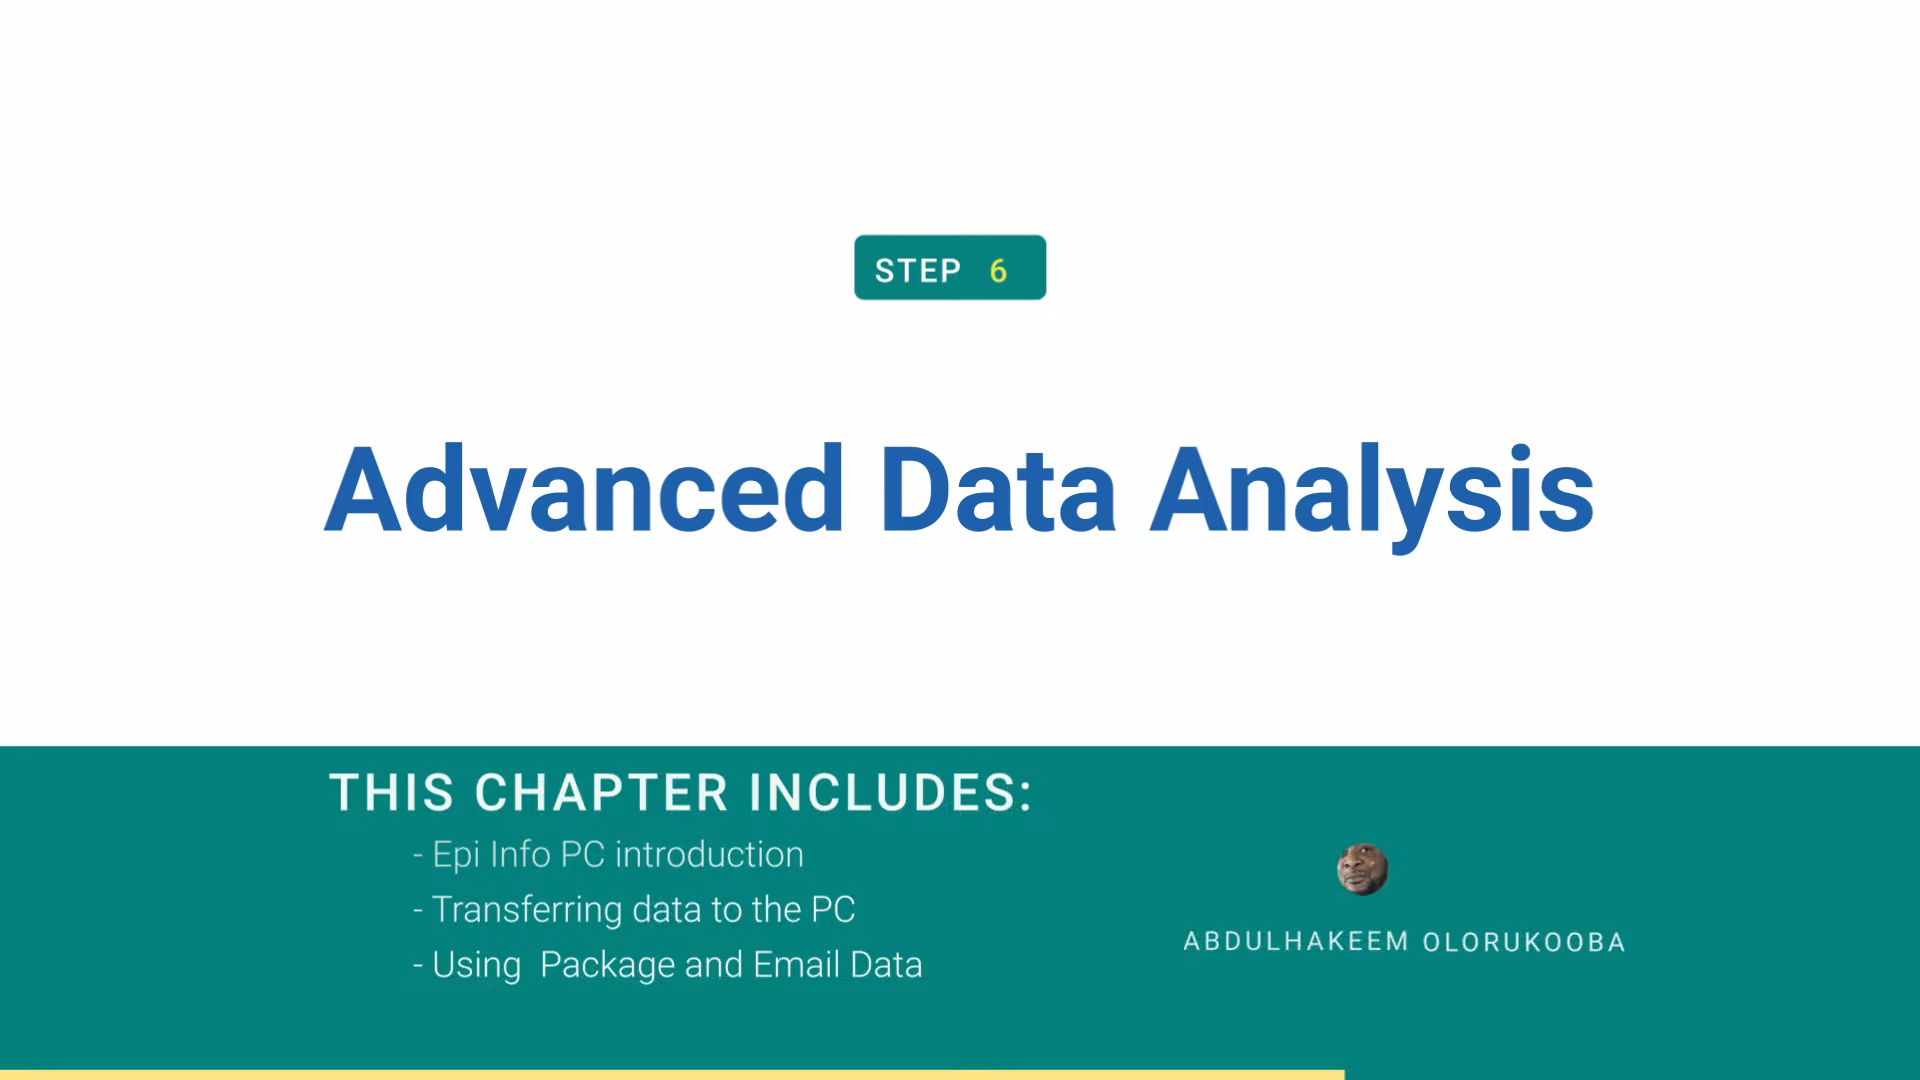 STEP 6
Advanced Data Analysis
THIS CHAPTER INCLUDES:
- Epi Info PC introduction
- Transferring data to the PC
- Using Package and Email Data
ABDULHAKEEM OLORUKOOBA